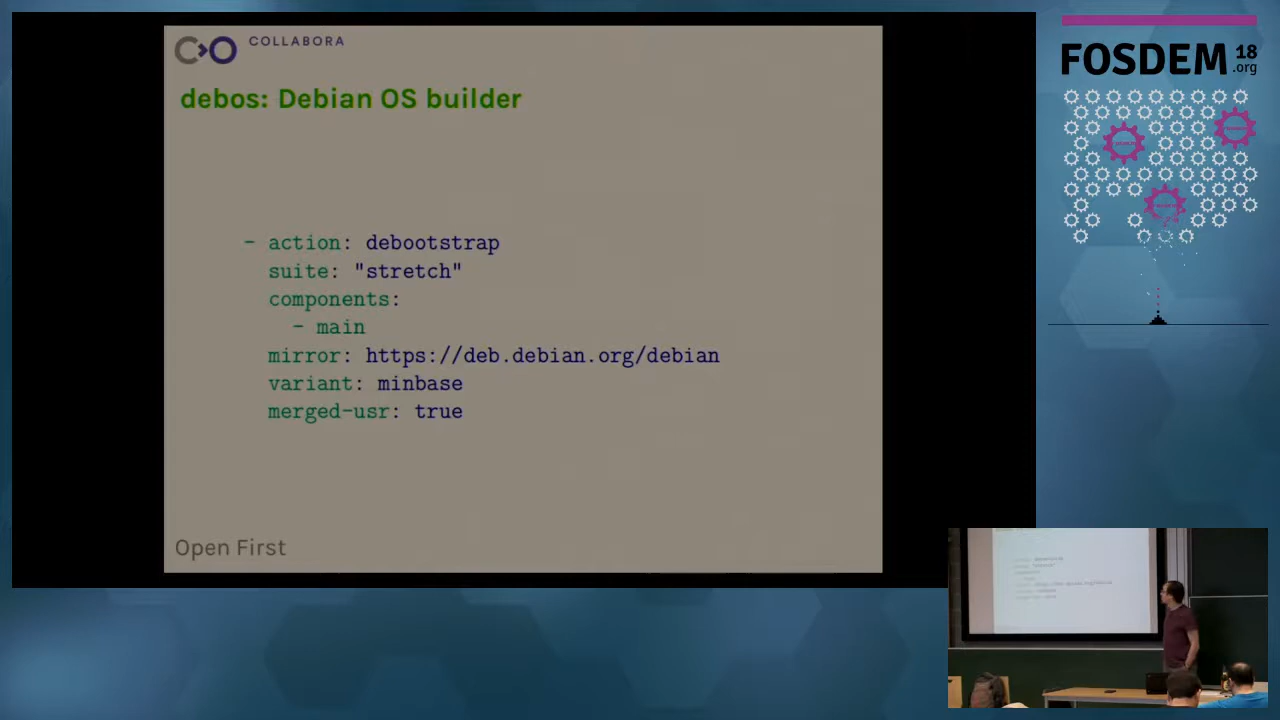 COLLABORA
debos: Debian OS builder
- action: debootstrap
suite: "stretch"
components:
- main
mirror: https://deb.debian.org/debian
variant: minbase
merged-usr: true
Open First
FOSDEM 18
.org